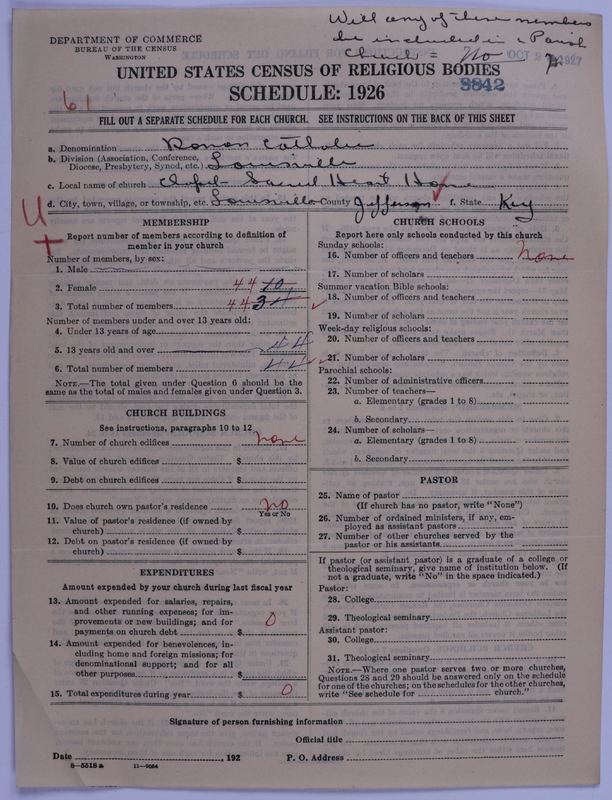 Will any of these members
be included in a Parish
Church = No
DEPARTMENT OF COMMERCE
BUREAU OF THE CENSUS
WASHINGTON
UNITED STATES CENSUS OF RELIGIOUS BODIES
8842
SCHEDULE: 1926
61
FILL OUT A SEPARATE SCHEDULE FOR EACH CHURCH. SEE INSTRUCTIONS ON THE BACK OF THIS SHEET
a. Denomination Roman Catholic
b. Division (Association, Conference, Diocese, Presbytery, Synod, etc.) Louisville
c. Local name of church Chapel - Sacred Heart Home
d. City, town, village, or township, etc. Louisville County Jefferson f. State Ky
U
MEMBERSHIP
Report number of members according to definition of
member in your church
Number of members, by sex:
1. Male
2. Female 44
3. Total number of members 44 34
Number of members under and over 13 years old:
4. Under 13 years of age
5. 13 years old and over 44
6. Total number of members 44
NOTE.—The total given under Question 6 should be the
same as the total of males and females given under Question 3.
CHURCH BUILDINGS
See instructions, paragraphs 10 to 12
7. Number of church edifices none
8. Value of church edifices $
9. Debt on church edifices $
10. Does church own pastor's residence no
Yes or No
11. Value of pastor's residence (if owned by
church) $
12. Debt on pastor's residence (if owned by
church) $
EXPENDITURES
Amount expended by your church during last fiscal year
13. Amount expended for salaries, repairs,
and other running expenses; for im-
provements or new buildings; and for
payments on church debt $ 0
14. Amount expended for benevolences, in-
cluding home and foreign missions; for
denominational support; and for all
other purposes $
15. Total expenditures during year $ 0
CHURCH SCHOOLS
Report here only schools conducted by this church
Sunday schools:
16. Number of officers and teachers none
17. Number of scholars
Summer vacation Bible schools:
18. Number of officers and teachers
19. Number of scholars
Week-day religious schools:
20. Number of officers and teachers
21. Number of scholars
Parochial schools:
22. Number of administrative officers
23. Number of teachers—
a. Elementary (grades 1 to 8)
b. Secondary
24. Number of scholars—
a. Elementary (grades 1 to 8)
b. Secondary
PASTOR
25. Name of pastor
(If church has no pastor, write "None")
26. Number of ordained ministers, if any, em-
ployed as assistant pastors
27. Number of other churches served by the
pastor or his assistants
If pastor (or assistant pastor) is a graduate of a college or
theological seminary, give name of institution below. (If
not a graduate, write "No" in the space indicated.)
Pastor:
28. College
29. Theological seminary
Assistant pastor:
30. College
31. Theological seminary
NOTE.—Where one pastor serves two or more churches,
Questions 28 and 29 should be answered only on the schedule
for one of the churches; on the schedules for the other churches,
write "See schedule for church."
Signature of person furnishing information
Official title
Date , 192 P. O. Address
8-5518 a 11-9064